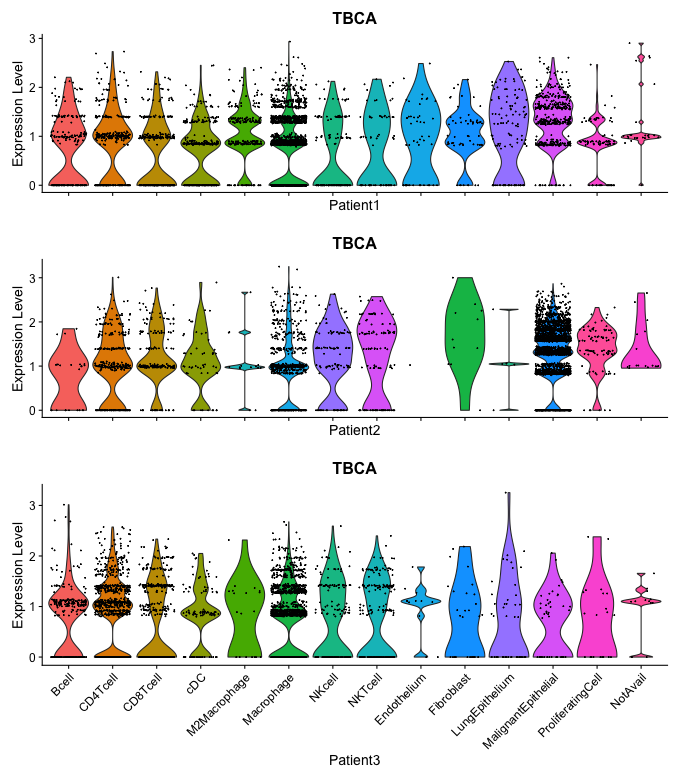 TBCA
Expression Level
3
2
1
0
Patient1
TBCA
Expression Level
3
2
1
0
Patient2
TBCA
Expression Level
3
2
1
0
Bcell
CD4Tcell
CD8Tcell
cDC
M2Macrophage
Macrophage
NKcell
NKTcell
Endothelium
Fibroblast
LungEpithelium
MalignantEpithelial
ProliferatingCell
NotAvail
Patient3